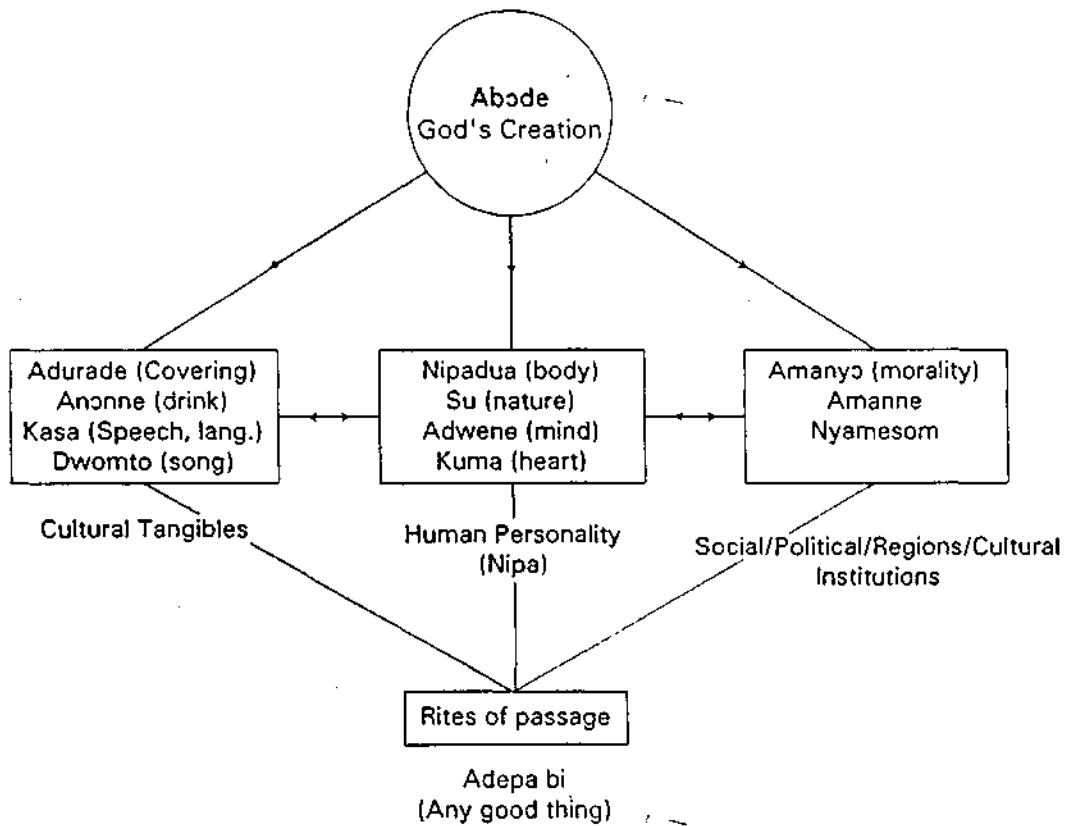 Abɔde
God's Creation
Adurade (Covering)
Anɔnne (drink)
Kasa (Speech, lang.)
Dwomto (song)
Nipadua (body)
Su (nature)
Adwene (mind)
Kuma (heart)
Amanyɔ (morality)
Amanne
Nyamesom
Cultural Tangibles
Human Personality
(Nipa)
Social/Political/Regions/Cultural
Institutions
Rites of passage
Adepa bi
(Any good thing)